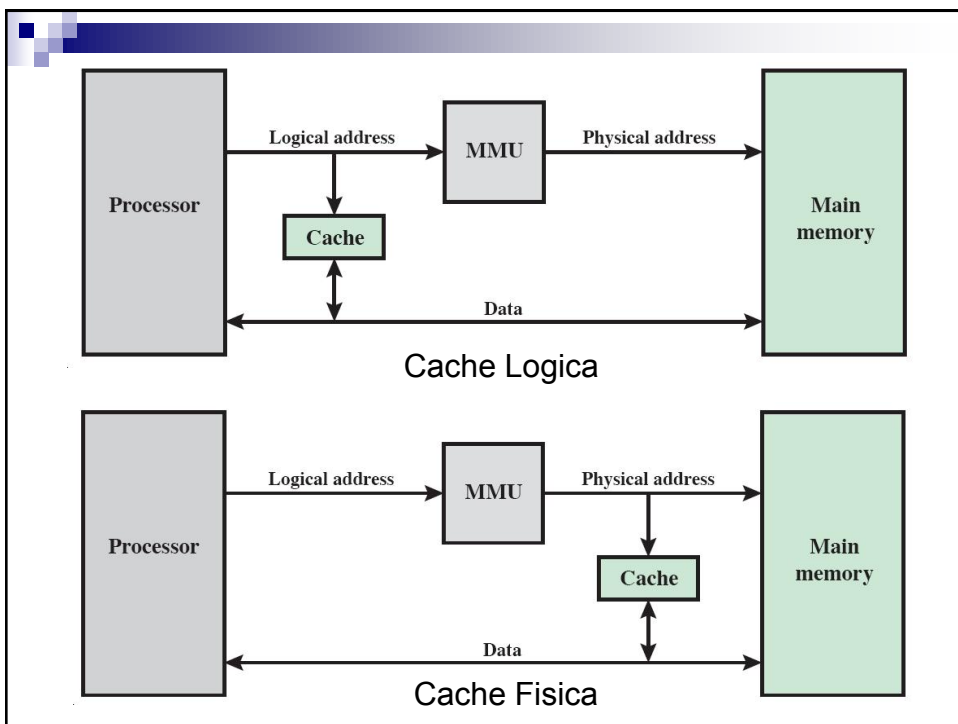 Logical address
MMU
Physical address
Processor
Cache
Main
memory
Data
Cache Logica
Logical address
MMU
Physical address
Processor
Cache
Main
memory
Data
Cache Fisica